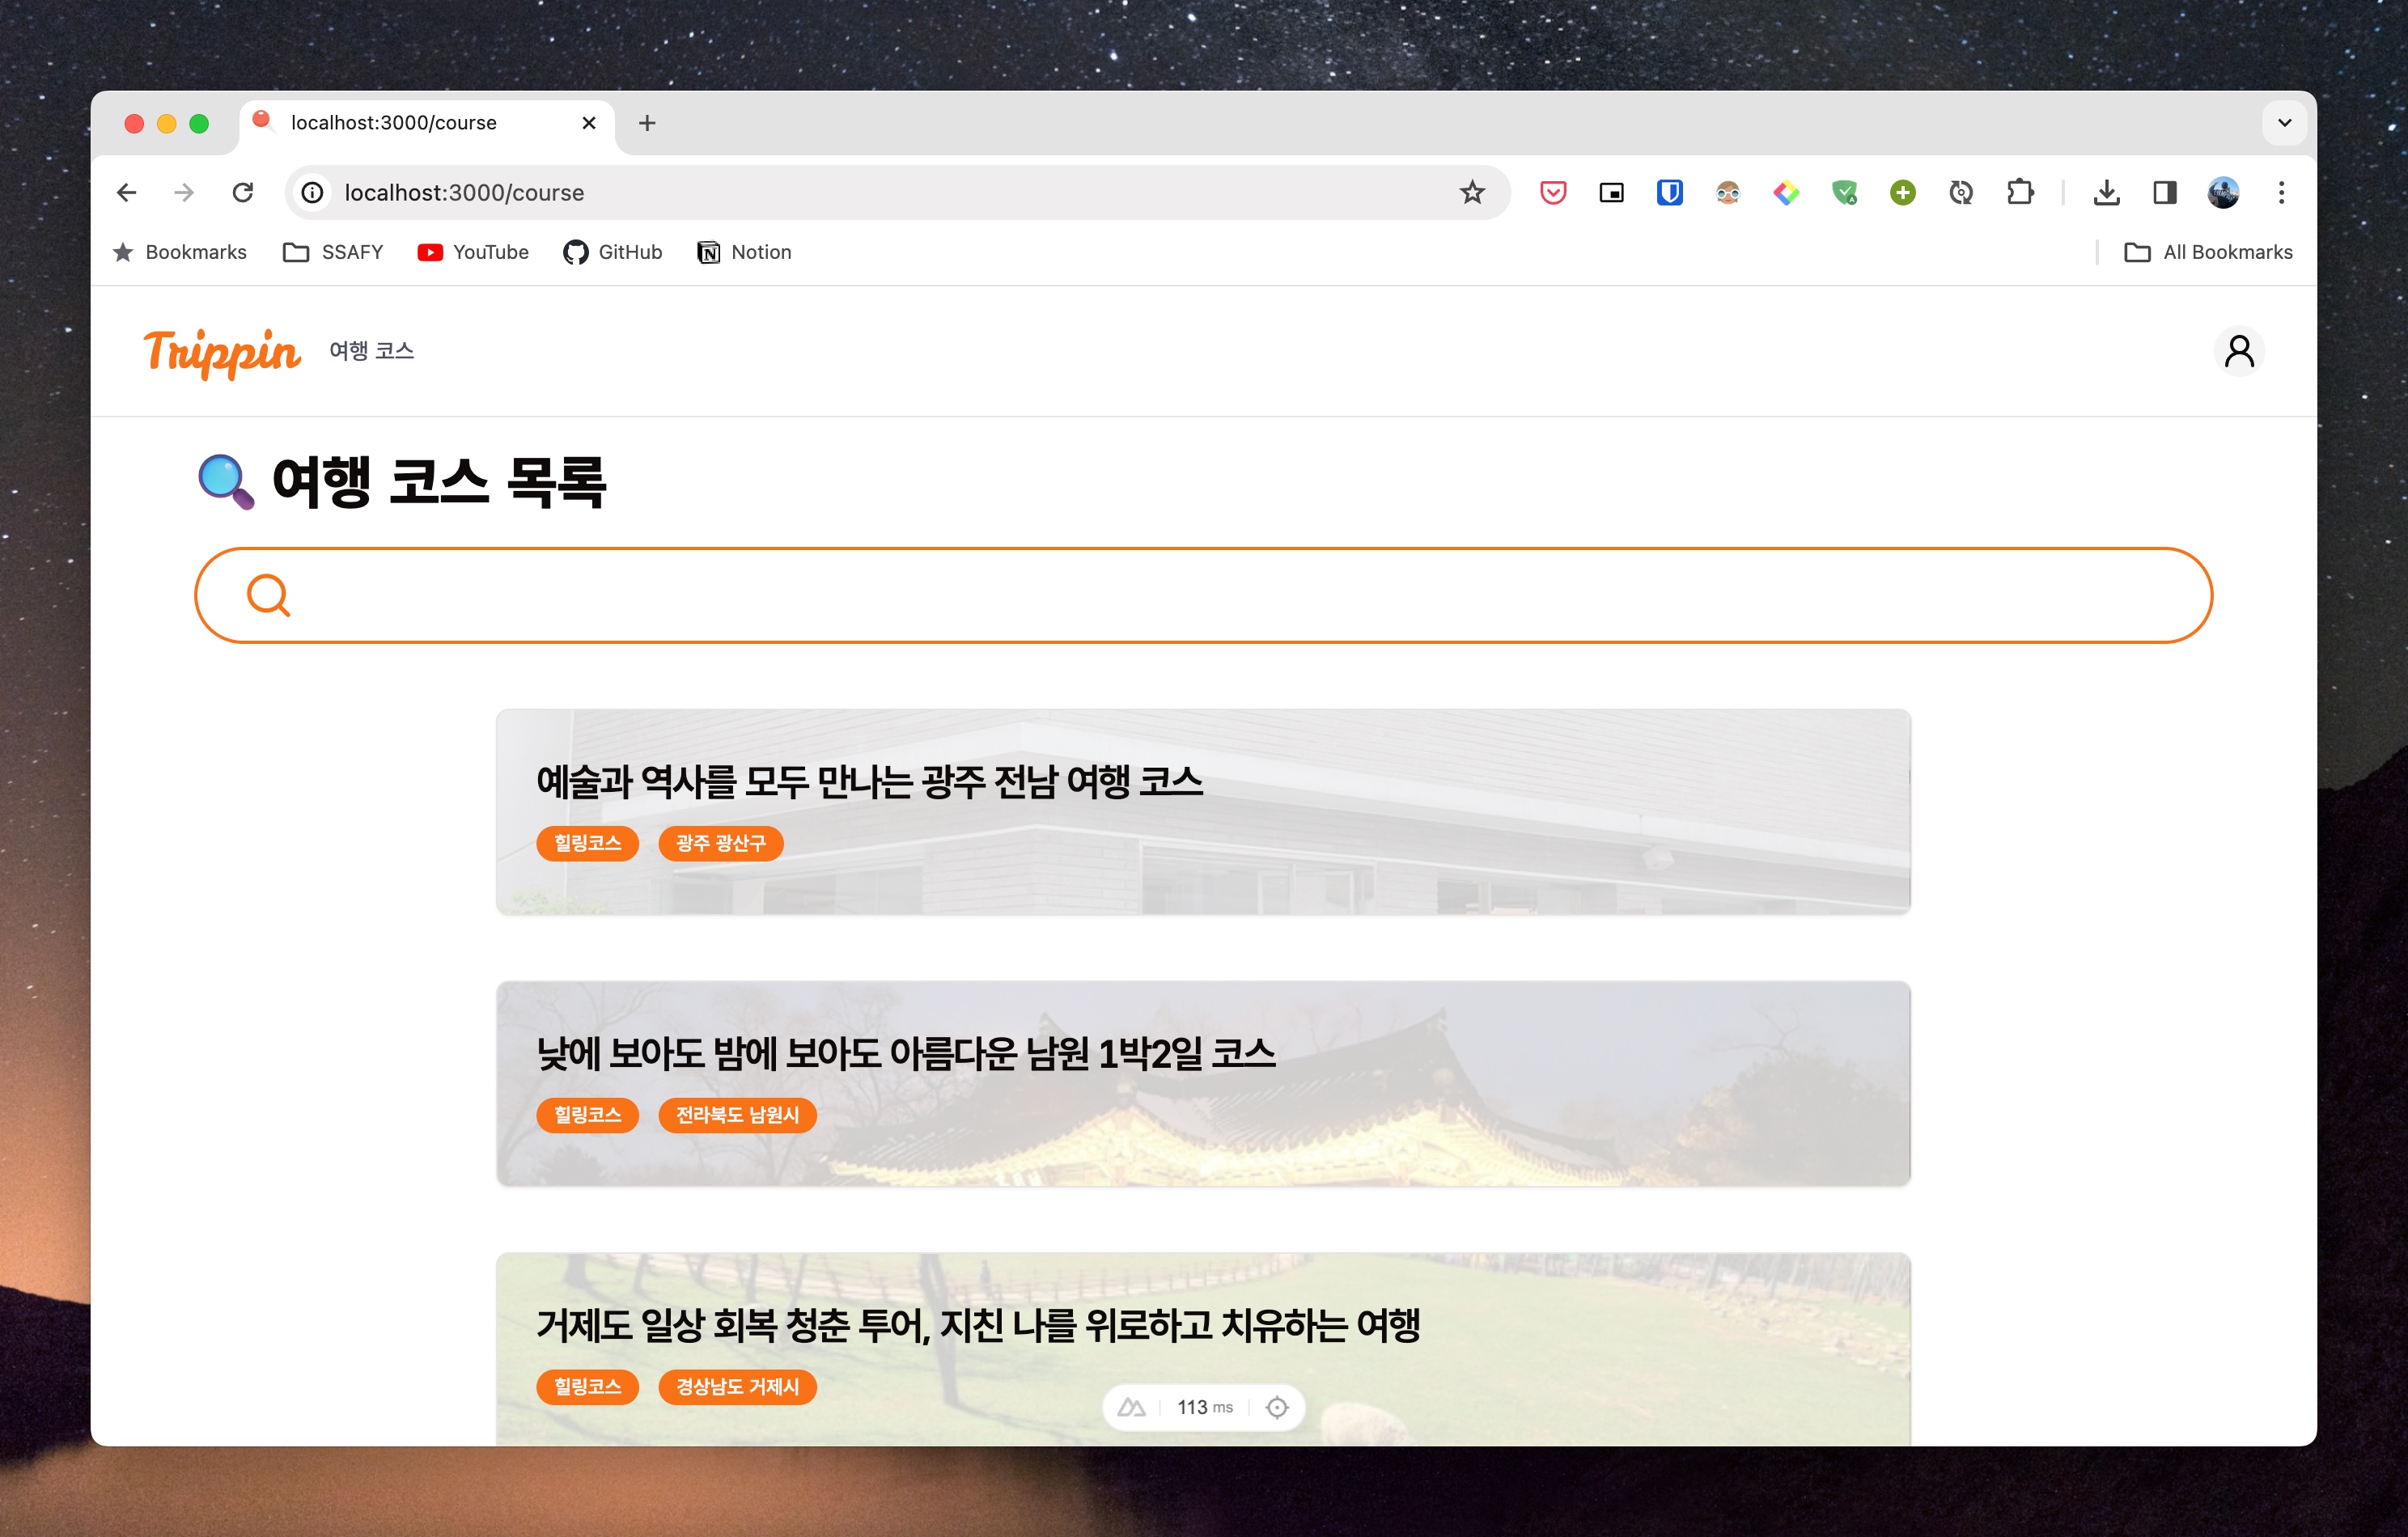 localhost:3000/course
localhost:3000/course
Bookmarks SSAFY YouTube GitHub Notion All Bookmarks
Trippin 여행 코스
여행 코스 목록
예술과 역사를 모두 만나는 광주 전남 여행 코스
힐링코스 광주 광산구
낮에 보아도 밤에 보아도 아름다운 남원 1박2일 코스
힐링코스 전라북도 남원시
거제도 일상 회복 청춘 투어, 지친 나를 위로하고 치유하는 여행
힐링코스 경상남도 거제시
113 ms